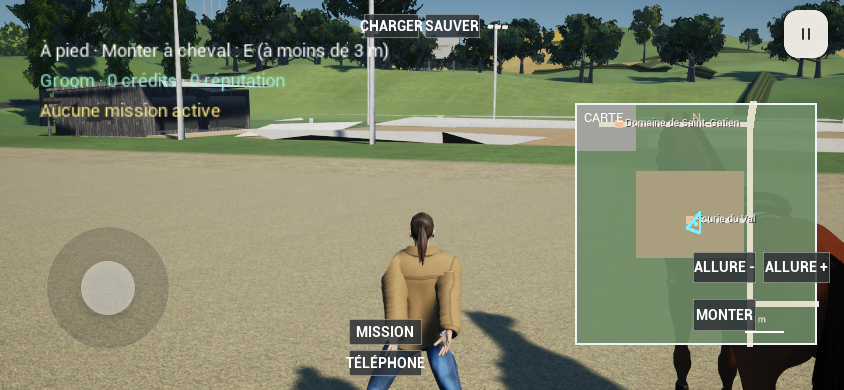 CHARGER SAUVER
À pied · Monter à cheval : E (à moins de 3 m)
Groom · 0 crédits · 0 réputation
Aucune mission active
CARTE
N
Domaine de Saint-Gatien
Écurie du Val
ALLURE - ALLURE +
MONTER
m
MISSION
TÉLÉPHONE